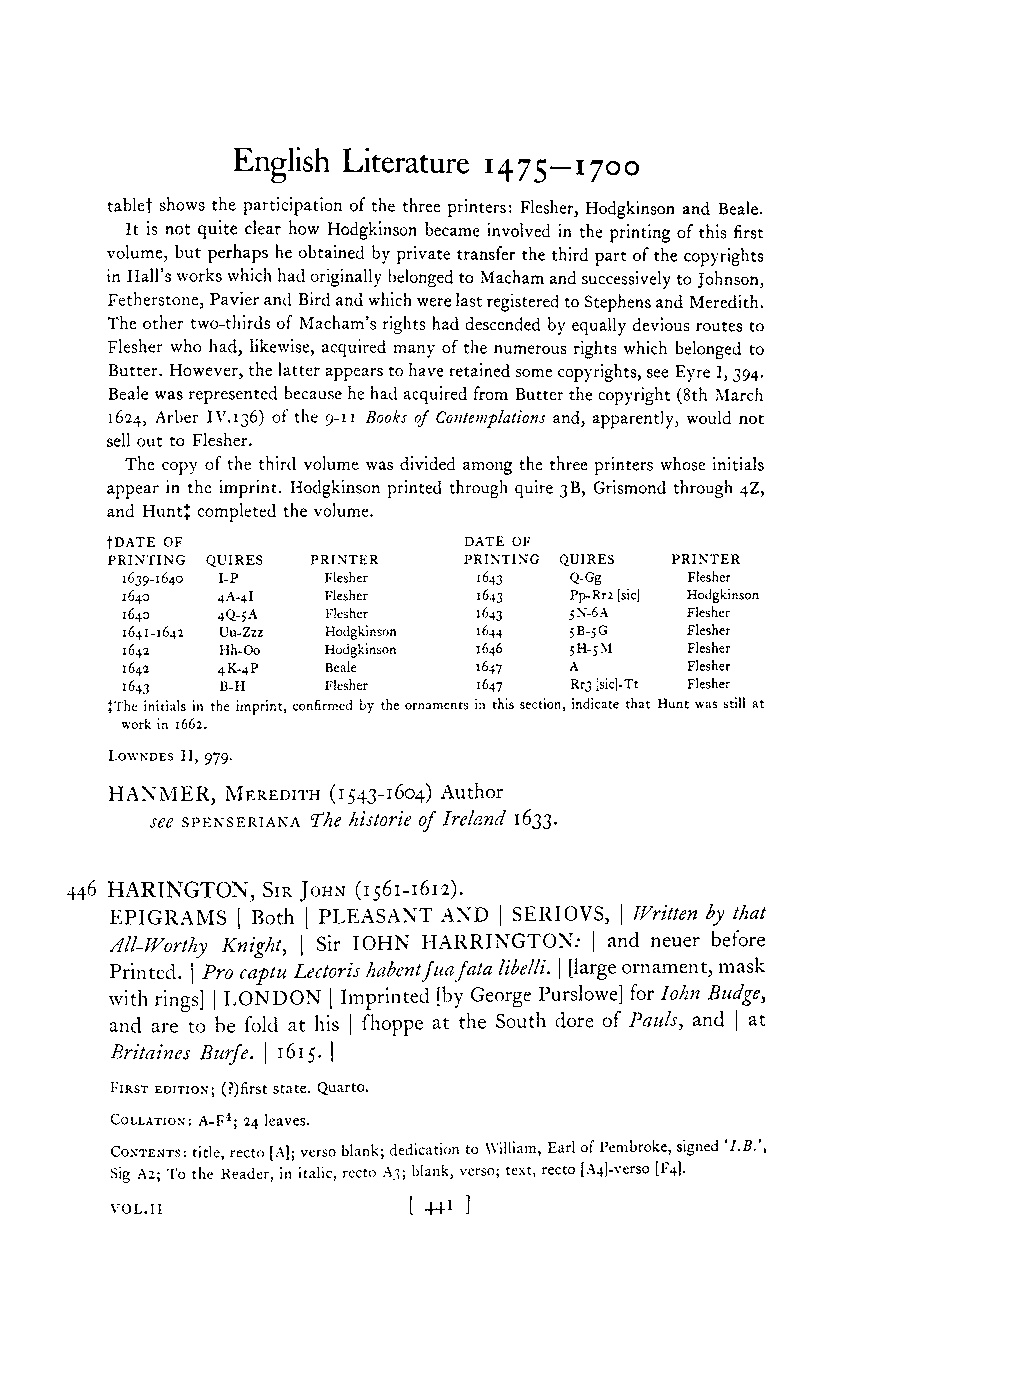 English Literature 1475–1700
table† shows the participation of the three printers: Flesher, Hodgkinson and Beale.
It is not quite clear how Hodgkinson became involved in the printing of this first
volume, but perhaps he obtained by private transfer the third part of the copyrights
in Hall's works which had originally belonged to Macham and successively to Johnson,
Fetherstone, Pavier and Bird and which were last registered to Stephens and Meredith.
The other two-thirds of Macham's rights had descended by equally devious routes to
Flesher who had, likewise, acquired many of the numerous rights which belonged to
Butter. However, the latter appears to have retained some copyrights, see Eyre I, 394.
Beale was represented because he had acquired from Butter the copyright (8th March
1624, Arber IV.136) of the 9-11 Books of Contemplations and, apparently, would not
sell out to Flesher.
The copy of the third volume was divided among the three printers whose initials
appear in the imprint. Hodgkinson printed through quire 3B, Grismond through 4Z,
and Hunt‡ completed the volume.
†DATE OF DATE OF
PRINTING QUIRES PRINTER PRINTING QUIRES PRINTER
1639-1640 I-P Flesher 1643 Q-Gg Flesher
1640 4A-4I Flesher 1643 Pp-Rr2 [sic] Hodgkinson
1640 4Q-5A Flesher 1643 5N-6A Flesher
1641-1642 Uu-Zzz Hodgkinson 1644 5B-5G Flesher
1642 Hh-Oo Hodgkinson 1646 5H-5M Flesher
1642 4K-4P Beale 1647 A Flesher
1643 B-H Flesher 1647 Rr3 [sic]-Tt Flesher
‡The initials in the imprint, confirmed by the ornaments in this section, indicate that Hunt was still at
work in 1662.
LOWNDES II, 979.
HANMER, MEREDITH (1543-1604) Author
see SPENSERIANA The historie of Ireland 1633.
446 HARINGTON, SIR JOHN (1561-1612).
EPIGRAMS | Both | PLEASANT AND | SERIOVS, | Written by that
All-Worthy Knight, | Sir IOHN HARRINGTON: | and neuer before
Printed. | Pro captu Lectoris habent ſua fata libelli. | [large ornament, mask
with rings] | LONDON | Imprinted [by George Purslowe] for Iohn Budge,
and are to be ſold at his | ſhoppe at the South dore of Pauls, and | at
Britaines Burſe. | 1615. |
FIRST EDITION; (?)first state. Quarto.
COLLATION: A-F⁴; 24 leaves.
CONTENTS: title, recto [A]; verso blank; dedication to William, Earl of Pembroke, signed 'I.B.',
Sig A2; To the Reader, in italic, recto A3; blank, verso; text, recto [A4]-verso [F4].
VOL.II [ 441 ]